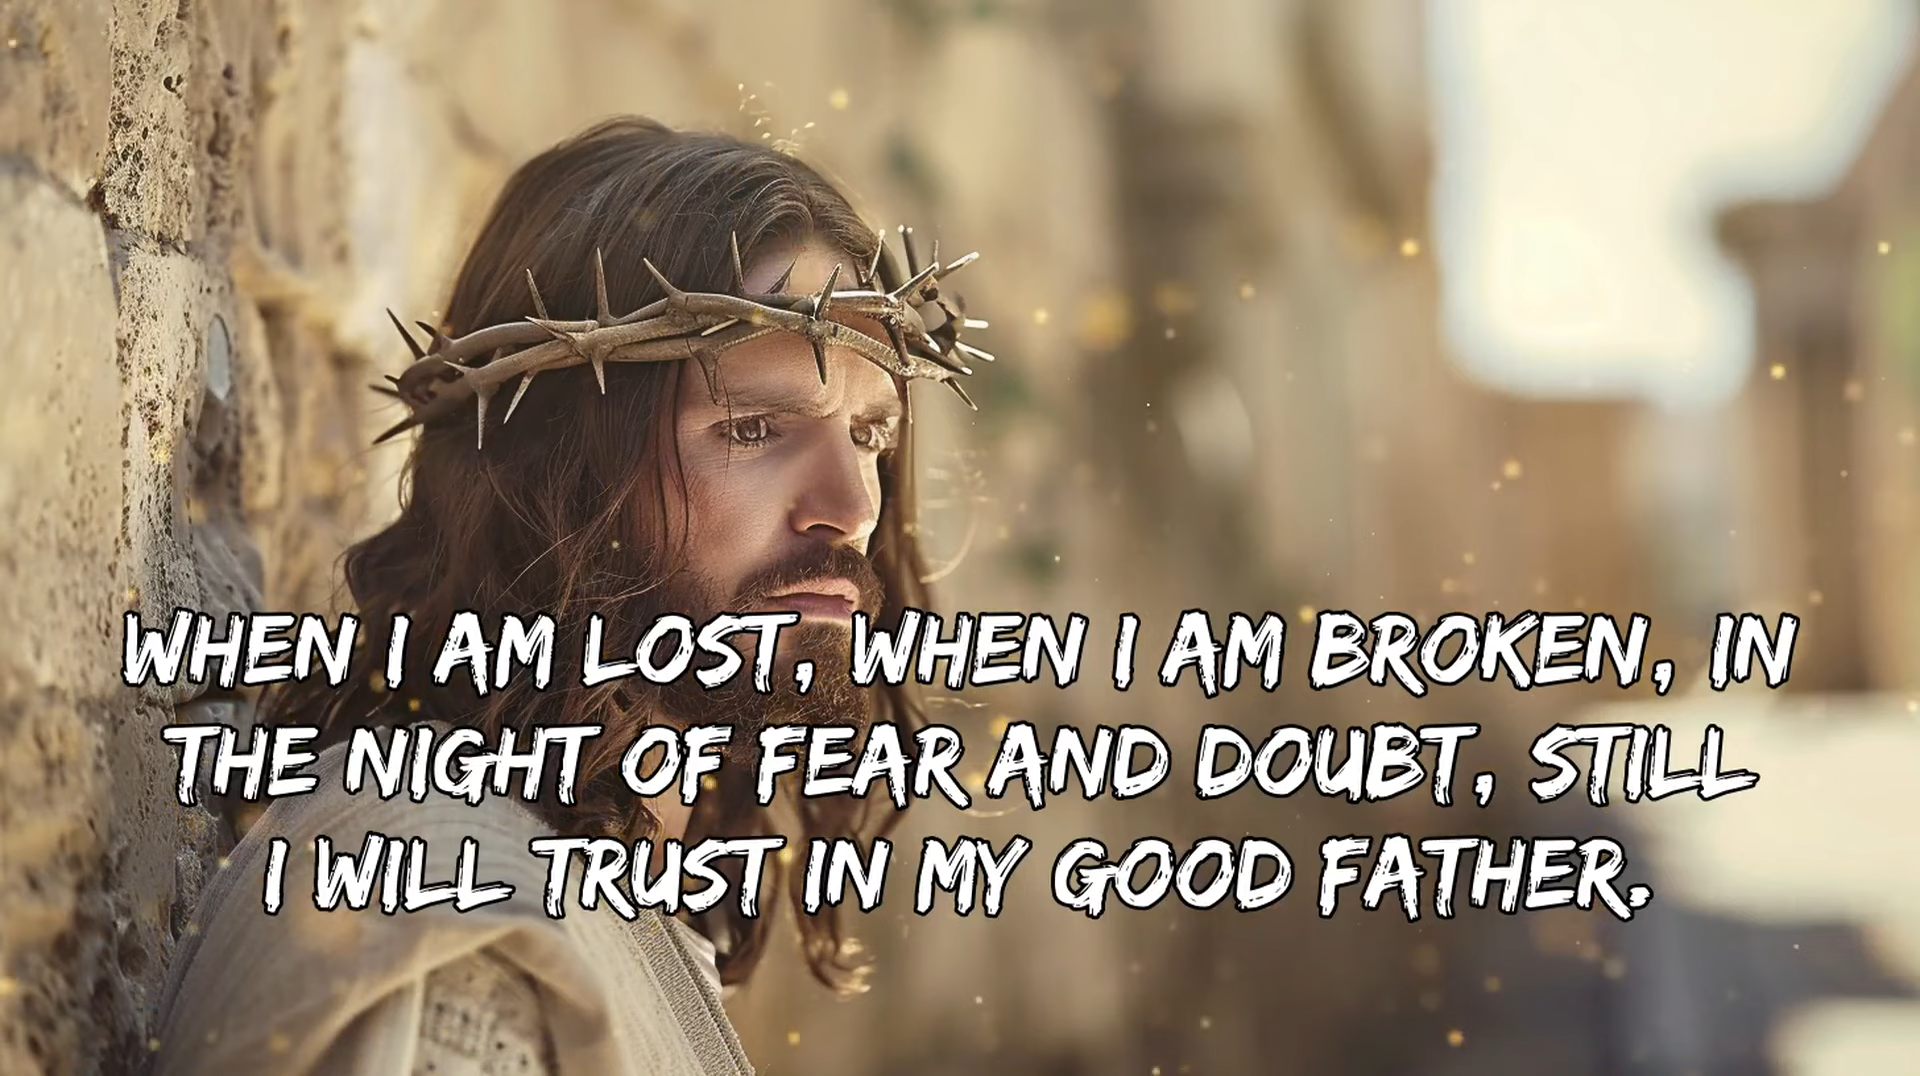 WHEN I AM LOST, WHEN I AM BROKEN, IN
THE NIGHT OF FEAR AND DOUBT, STILL
I WILL TRUST IN MY GOOD FATHER.